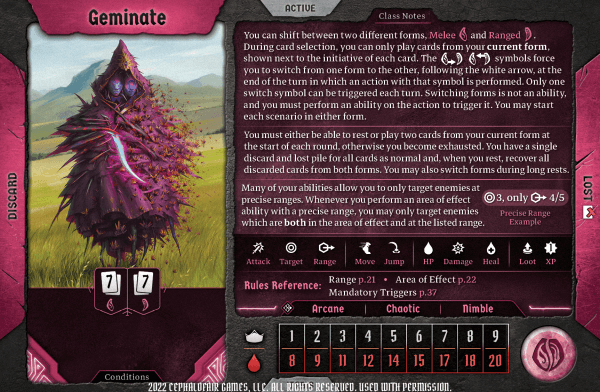 ACTIVE
Geminate
Class Notes
You can shift between two different forms, Melee and Ranged .
During card selection, you can only play cards from your current form,
shown next to the initiative of each card. The symbols force
you to switch from one form to the other, following the white arrow, at the
end of the turn in which an action with that symbol is performed. Only one
switch symbol can be triggered each turn. Switching forms is not an ability,
and you must perform an ability on the action to trigger it. You may start
each scenario in either form.
You must either be able to rest or play two cards from your current form at
the start of each round, otherwise you become exhausted. You have a single
discard and lost pile for all cards as normal and, when you rest, recover all
discarded cards from both forms. You may also switch forms during long rests.
Many of your abilities allow you to only target enemies at
precise ranges. Whenever you perform an area of effect
ability with a precise range, you may only target enemies
which are both in the area of effect and at the listed range.
3, only 4/5
Precise Range
Example
DISCARD
LOST
7 7
Attack Target Range Move Jump HP Damage Heal Loot XP
Rules Reference: Range p.21 • Area of Effect p.22
Mandatory Triggers p.37
Arcane Chaotic Nimble
1 2 3 4 5 6 7 8 9
8 9 11 12 14 15 17 18 20
Conditions
2022 CEPHALOFAIR GAMES, LLC. ALL RIGHTS RESERVED. USED WITH PERMISSION.